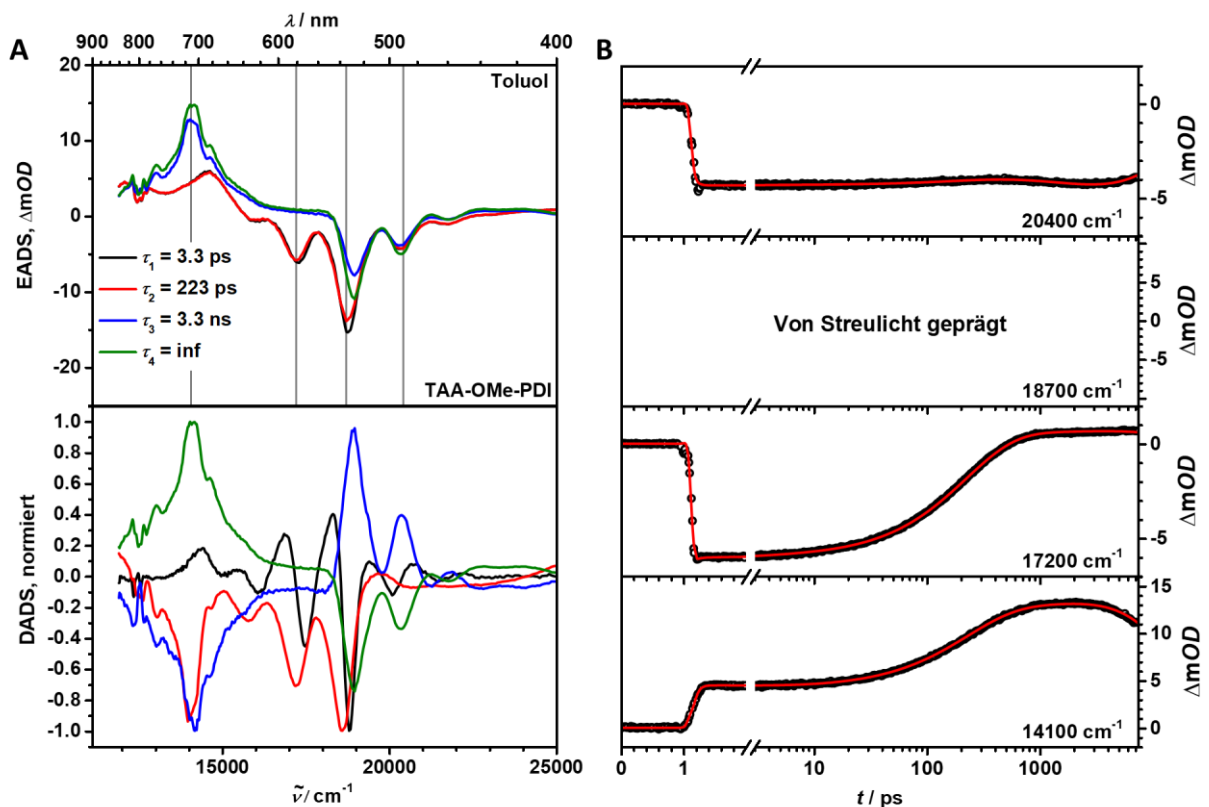 A
λ / nm
900 800 700 600 500 400
20
10
0
-10
-20
EADS, ΔmOD
Toluol
τ1 = 3.3 ps
τ2 = 223 ps
τ3 = 3.3 ns
τ4 = inf
TAA-OMe-PDI
1.0
0.8
0.6
0.4
0.2
0.0
-0.2
-0.4
-0.6
-0.8
-1.0
DADS, normiert
15000 20000 25000
ν̃ / cm⁻¹
B
0
-5
ΔmOD
20400 cm⁻¹
5
0
-5
ΔmOD
Von Streulicht geprägt
18700 cm⁻¹
0
-5
ΔmOD
17200 cm⁻¹
15
10
5
0
ΔmOD
14100 cm⁻¹
0 1 10 100 1000
t / ps